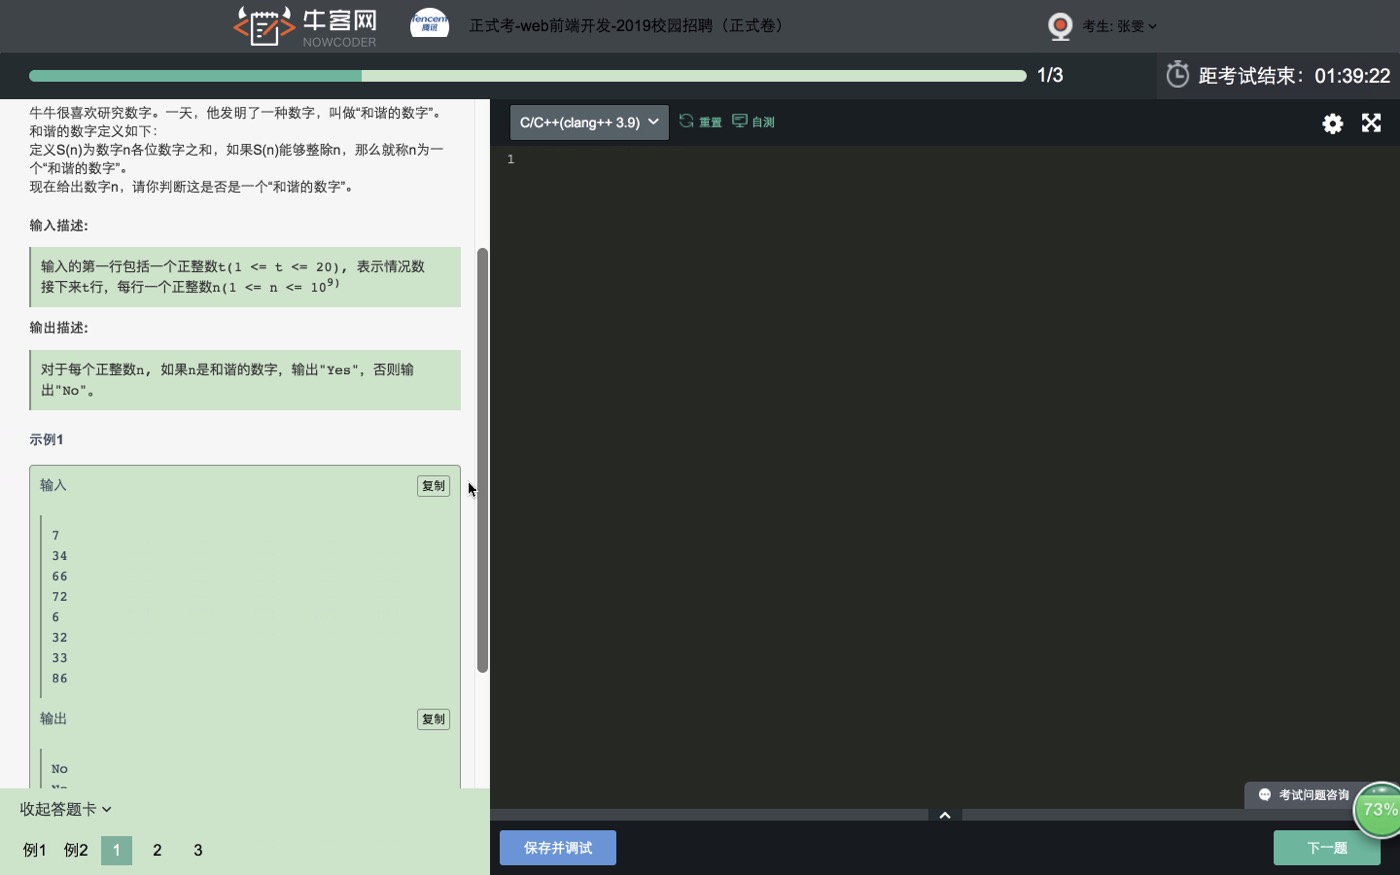 牛客网
NOWCODER
Tencent
腾讯
正式考-web前端开发-2019校园招聘（正式卷）
考生: 张雯
1/3
距考试结束：01:39:22
牛牛很喜欢研究数字。一天，他发明了一种数字，叫做“和谐的数字”。
和谐的数字定义如下：
定义S(n)为数字n各位数字之和，如果S(n)能够整除n，那么就称n为一
个“和谐的数字”。
现在给出数字n，请你判断这是否是一个“和谐的数字”。
输入描述:
输入的第一行包括一个正整数t(1 <= t <= 20), 表示情况数
接下来t行，每行一个正整数n(1 <= n <= 10^9)
输出描述:
对于每个正整数n, 如果n是和谐的数字，输出"Yes"，否则输
出"No"。
示例1
输入
复制
7
34
66
72
6
32
33
86
输出
复制
No
收起答题卡
例1 例2 1 2 3
C/C++(clang++ 3.9)
重置
自测
1
考试问题咨询
73%
保存并调试
下一题